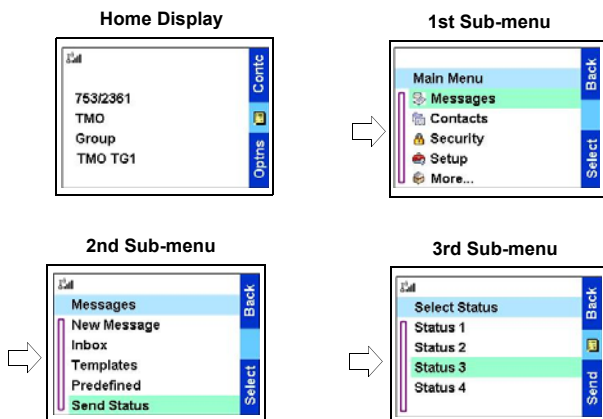 Home Display
Contc
753/2361
TMO
Group
TMO TG1
Optns
1st Sub-menu
Back
Main Menu
Messages
Contacts
Security
Setup
More...
Select
2nd Sub-menu
Back
Messages
New Message
Inbox
Templates
Predefined
Send Status
Select
3rd Sub-menu
Back
Select Status
Status 1
Status 2
Status 3
Status 4
Send